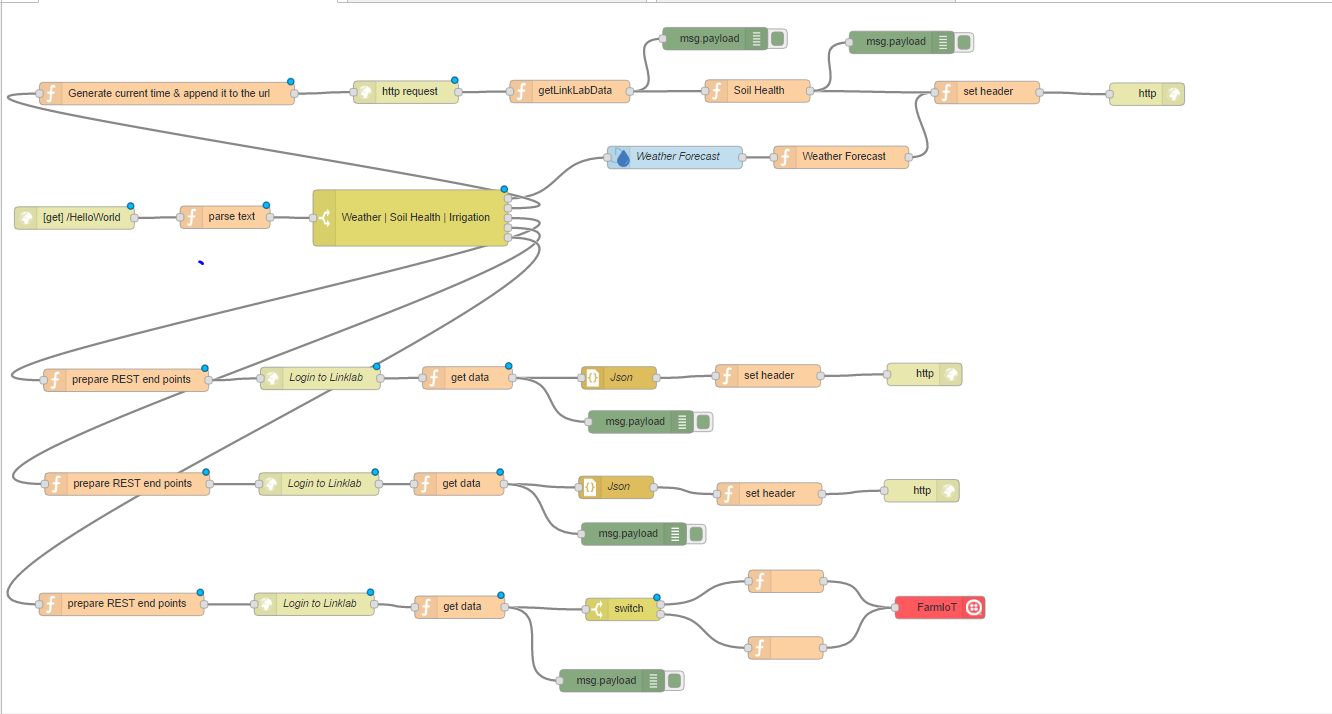 msg.payload
msg.payload
Generate current time & append it to the url
http request
getLinkLabData
Soil Health
set header
http
Weather Forecast
Weather Forecast
[get] /HelloWorld
parse text
Weather | Soil Health | Irrigation
prepare REST end points
Login to Linklab
get data
Json
set header
http
msg.payload
prepare REST end points
Login to Linklab
get data
Json
set header
http
msg.payload
prepare REST end points
Login to Linklab
get data
switch
FarmIoT
msg.payload